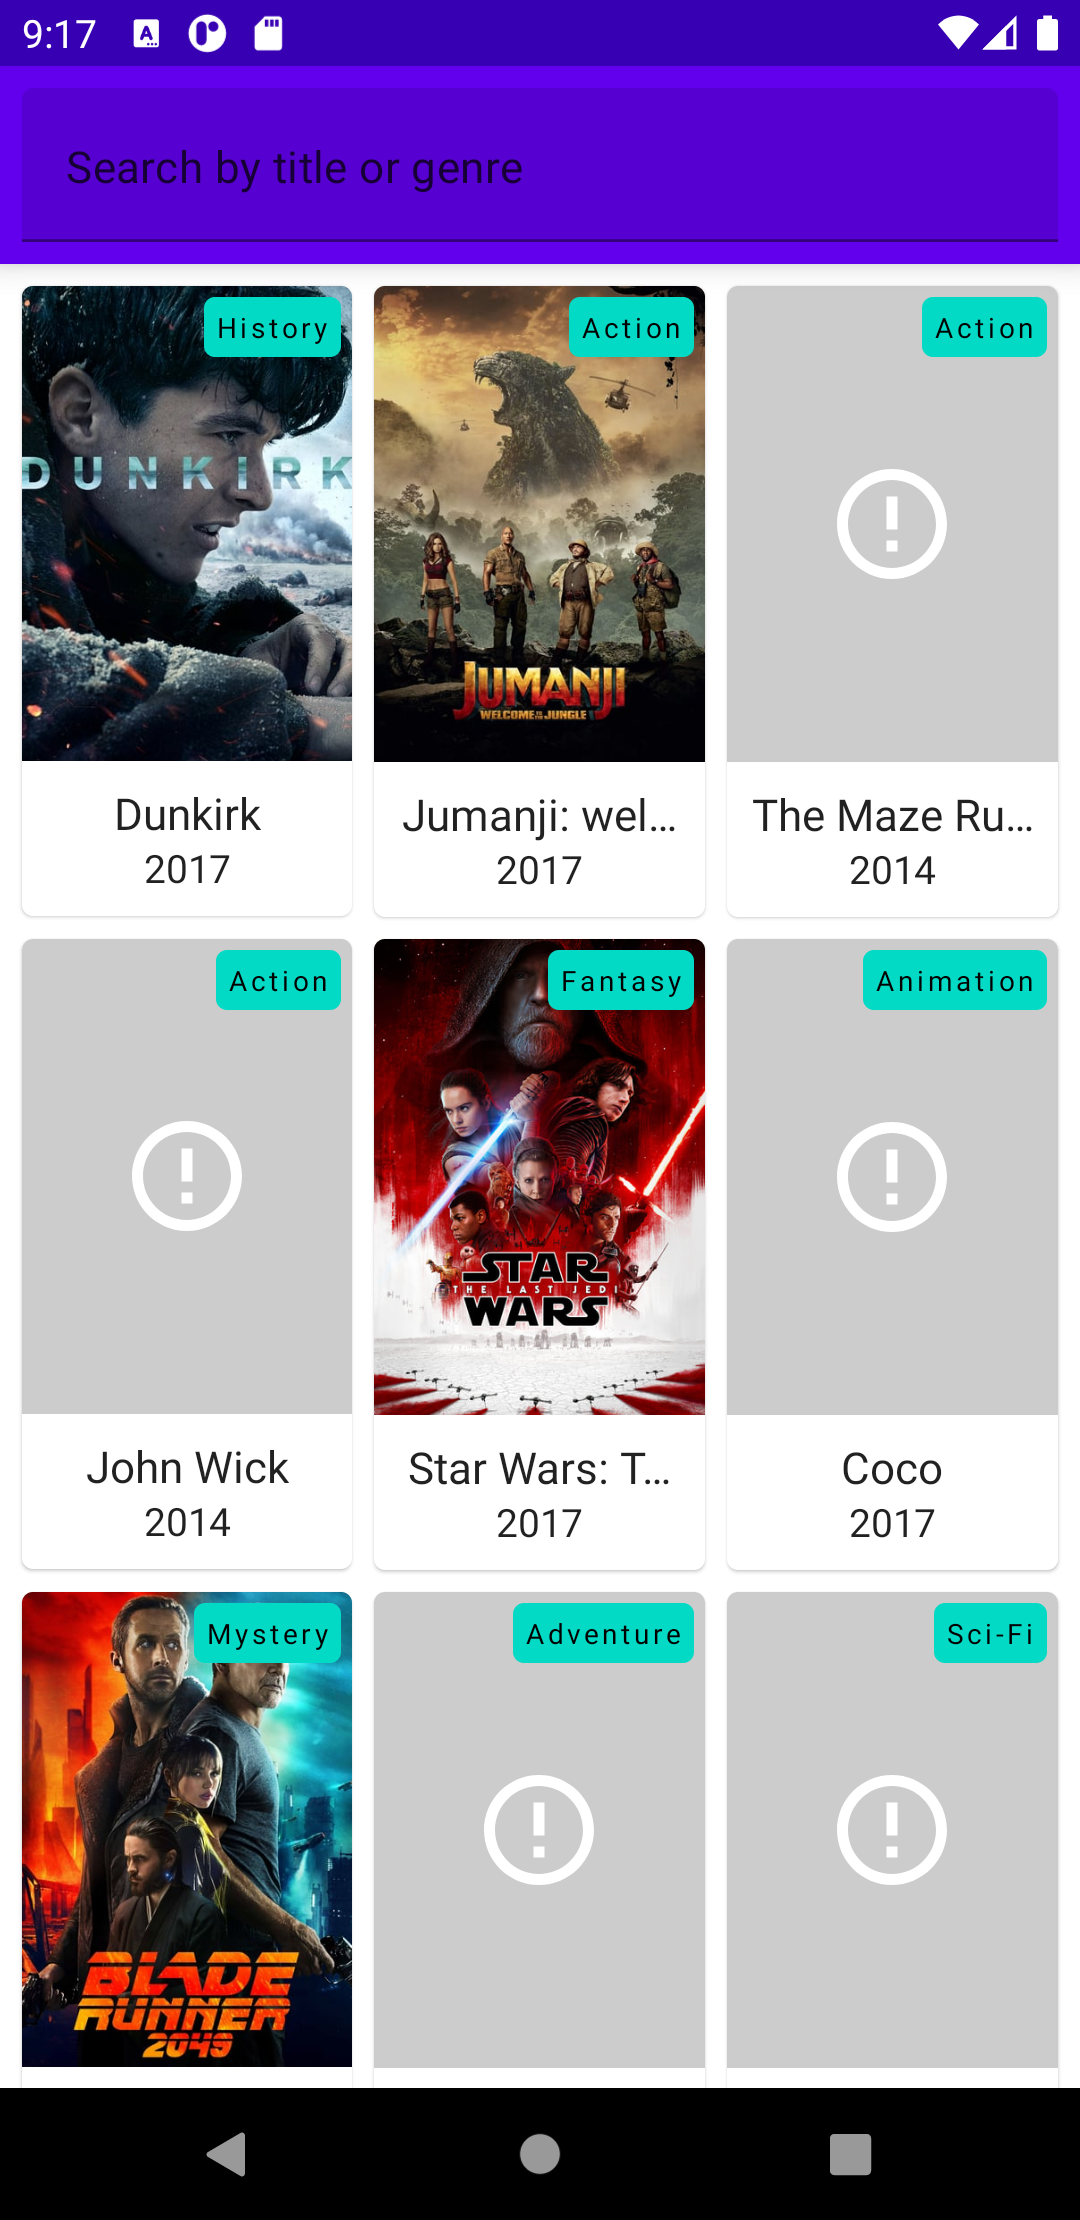 9:17
Search by title or genre
History
DUNKIRK
Dunkirk
2017
Action
JUMANJI
WELCOME TO THE JUNGLE
Jumanji: wel...
2017
Action
The Maze Ru...
2014
Action
John Wick
2014
Fantasy
STAR
THE LAST JEDI
WARS
Star Wars: T...
2017
Animation
Coco
2017
Mystery
BLADE
RUNNER
2049
Adventure
Sci-Fi